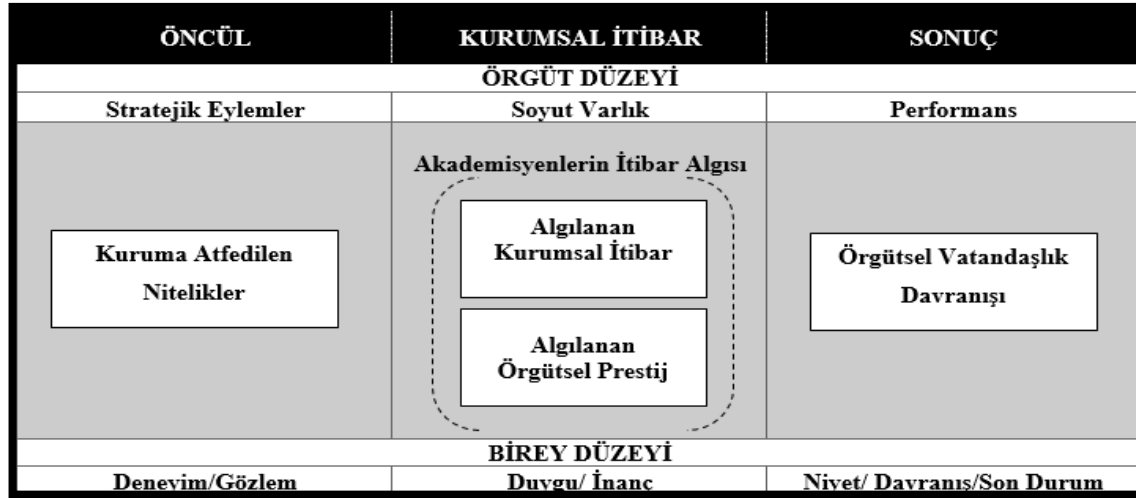 ÖNCÜL KURUMSAL İTİBAR SONUÇ
ÖRGÜT DÜZEYİ
Stratejik Eylemler Soyut Varlık Performans
Akademisyenlerin İtibar Algısı
Kuruma Atfedilen
Nitelikler
Algılanan
Kurumsal İtibar
Algılanan
Örgütsel Prestij
Örgütsel Vatandaşlık
Davranışı
BİREY DÜZEYİ
Deneyim/Gözlem Duygu/ İnanç Niyet/ Davranış/Son Durum